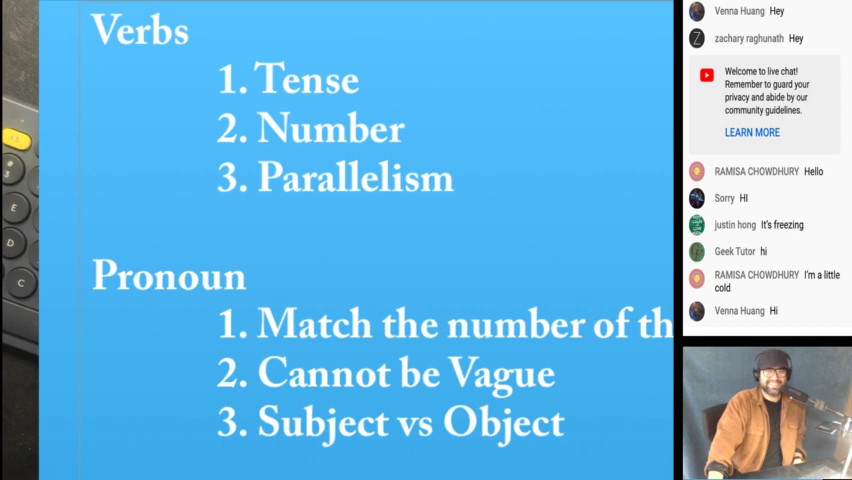 Verbs
1. Tense
2. Number
3. Parallelism
Pronoun
1. Match the number of th
2. Cannot be Vague
3. Subject vs Object
Venna Huang Hey
Z
zachary raghunath Hey
Welcome to live chat!
Remember to guard your
privacy and abide by our
community guidelines.
LEARN MORE
RAMISA CHOWDHURY Hello
Sorry HI
justin hong It's freezing
Geek Tutor hi
RAMISA CHOWDHURY I'm a little
cold
Venna Huang Hi
#
3
E
D
C